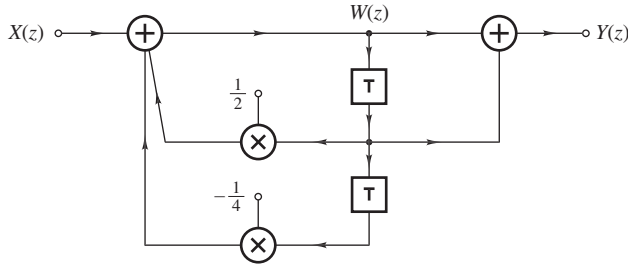 W(z)
X(z) + + Y(z)
T
1/2
×
T
-1/4
×